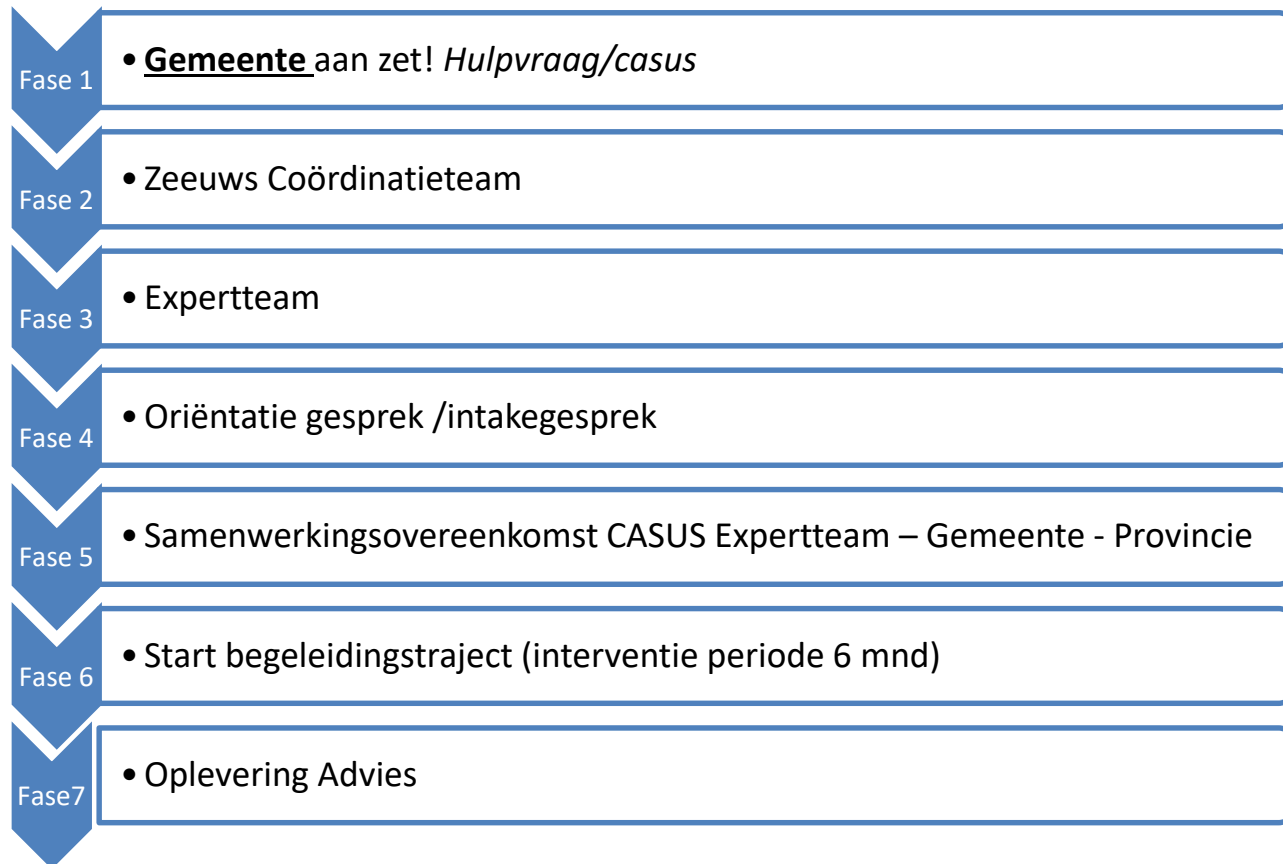 Fase 1
• Gemeente aan zet! Hulpvraag/casus
Fase 2
• Zeeuws Coördinatieteam
Fase 3
• Expertteam
Fase 4
• Oriëntatie gesprek /intakegesprek
Fase 5
• Samenwerkingsovereenkomst CASUS Expertteam – Gemeente - Provincie
Fase 6
• Start begeleidingstraject (interventie periode 6 mnd)
Fase7
• Oplevering Advies